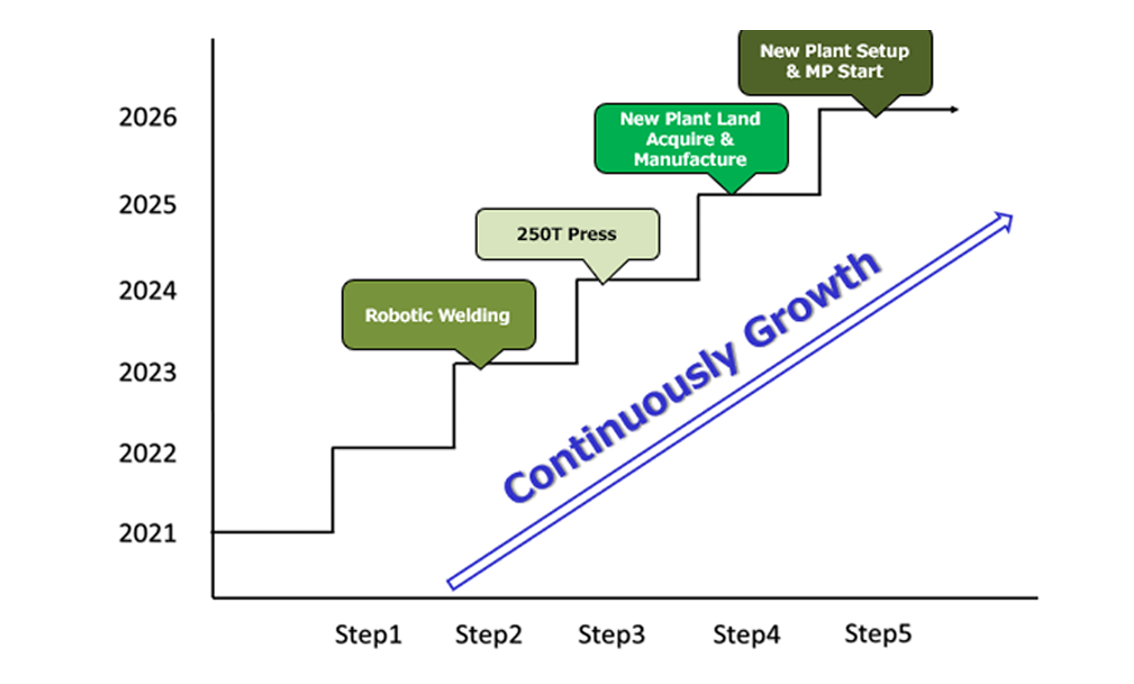 New Plant Setup
& MP Start
2026
New Plant Land
Acquire &
Manufacture
2025
250T Press
2024
Robotic Welding
2023
Continuously Growth
2022
2021
Step1
Step2
Step3
Step4
Step5